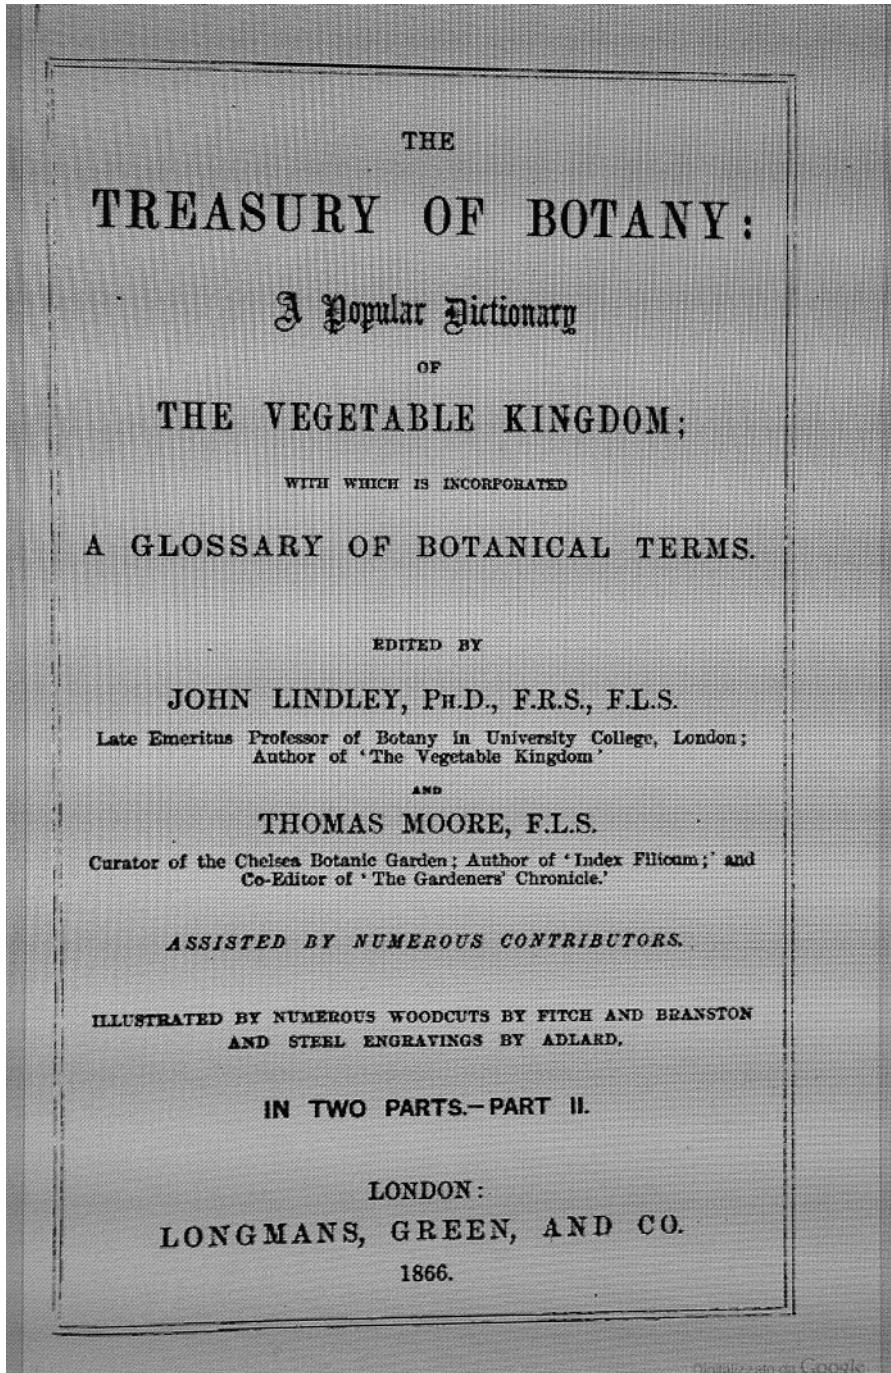 THE
TREASURY OF BOTANY:
A Popular Dictionary
OF
THE VEGETABLE KINGDOM;
WITH WHICH IS INCORPORATED
A GLOSSARY OF BOTANICAL TERMS.
EDITED BY
JOHN LINDLEY, PH.D., F.R.S., F.L.S.
Late Emeritus Professor of Botany in University College, London;
Author of ‘The Vegetable Kingdom’
AND
THOMAS MOORE, F.L.S.
Curator of the Chelsea Botanic Garden; Author of ‘Index Filicum;’ and
Co-Editor of ‘The Gardeners’ Chronicle.’
ASSISTED BY NUMEROUS CONTRIBUTORS.
ILLUSTRATED BY NUMEROUS WOODCUTS BY FITCH AND BRANSTON
AND STEEL ENGRAVINGS BY ADLARD.
IN TWO PARTS.—PART II.
LONDON:
LONGMANS, GREEN, AND CO.
1866.
Digitalizzato da Google